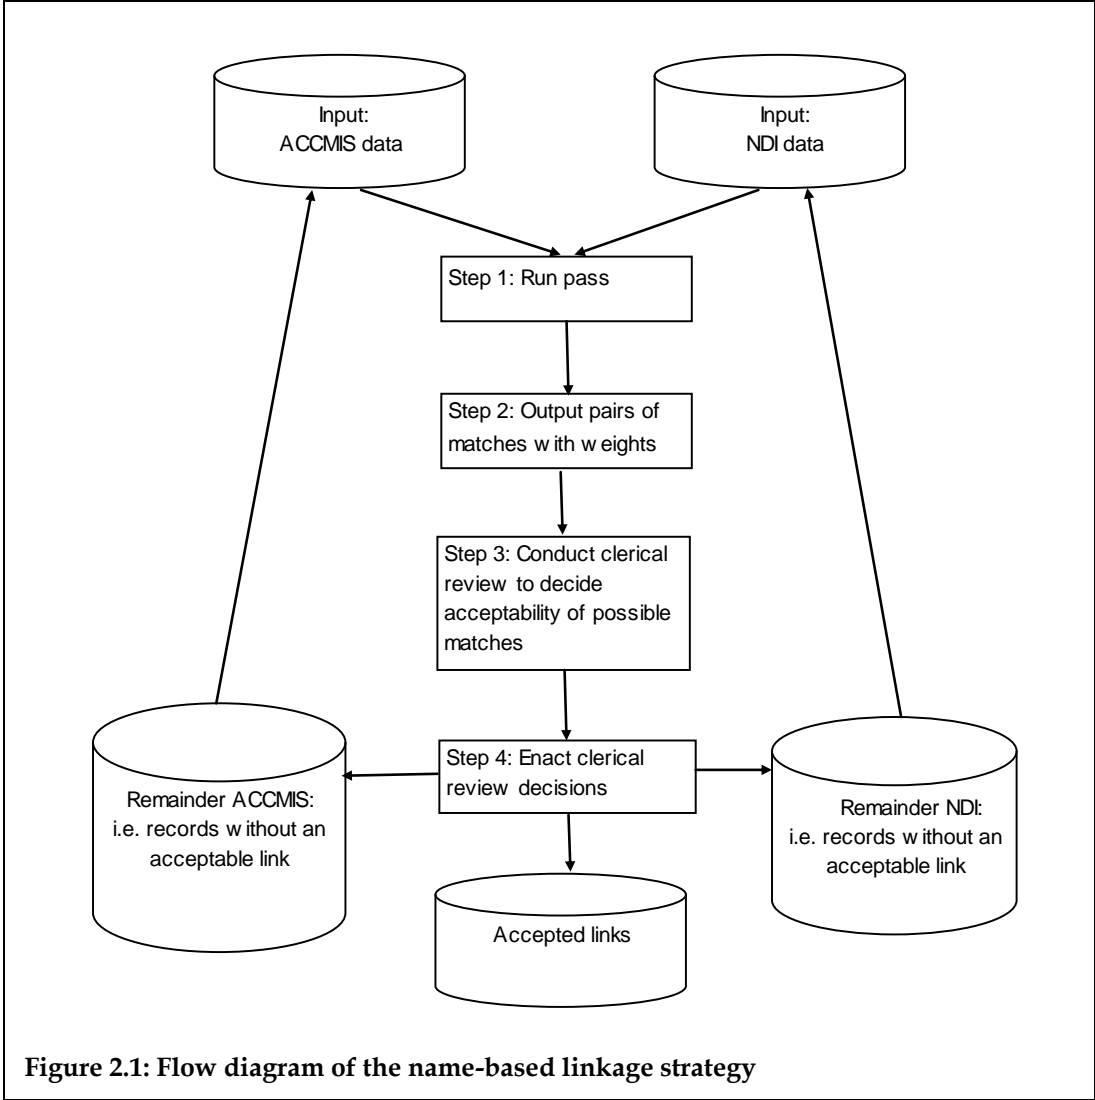 Input:
ACCMIS data
Input:
NDI data
Step 1: Run pass
Step 2: Output pairs of
matches with weights
Step 3: Conduct clerical
review to decide
acceptability of possible
matches
Step 4: Enact clerical
review decisions
Remainder ACCMIS:
i.e. records without an
acceptable link
Remainder NDI:
i.e. records without an
acceptable link
Accepted links
Figure 2.1: Flow diagram of the name-based linkage strategy